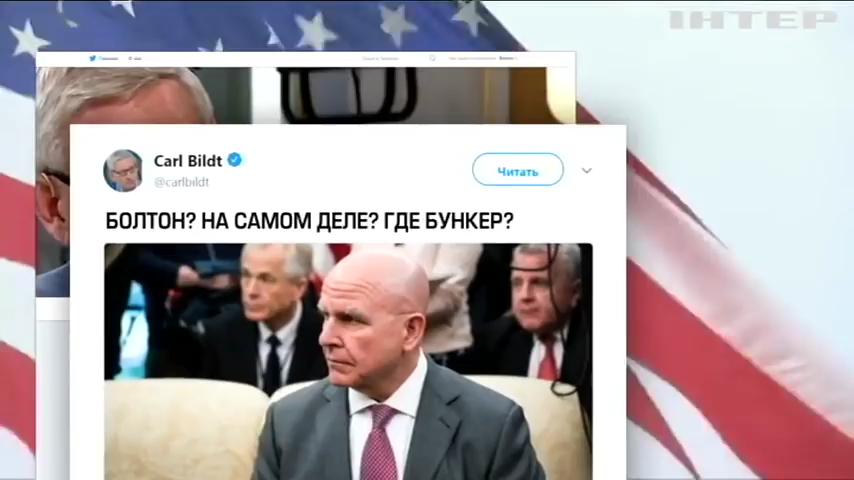 ІНТЕР
Carl Bildt
@carlbildt
Читать
БОЛТОН? НА САМОМ ДЕЛЕ? ГДЕ БУНКЕР?